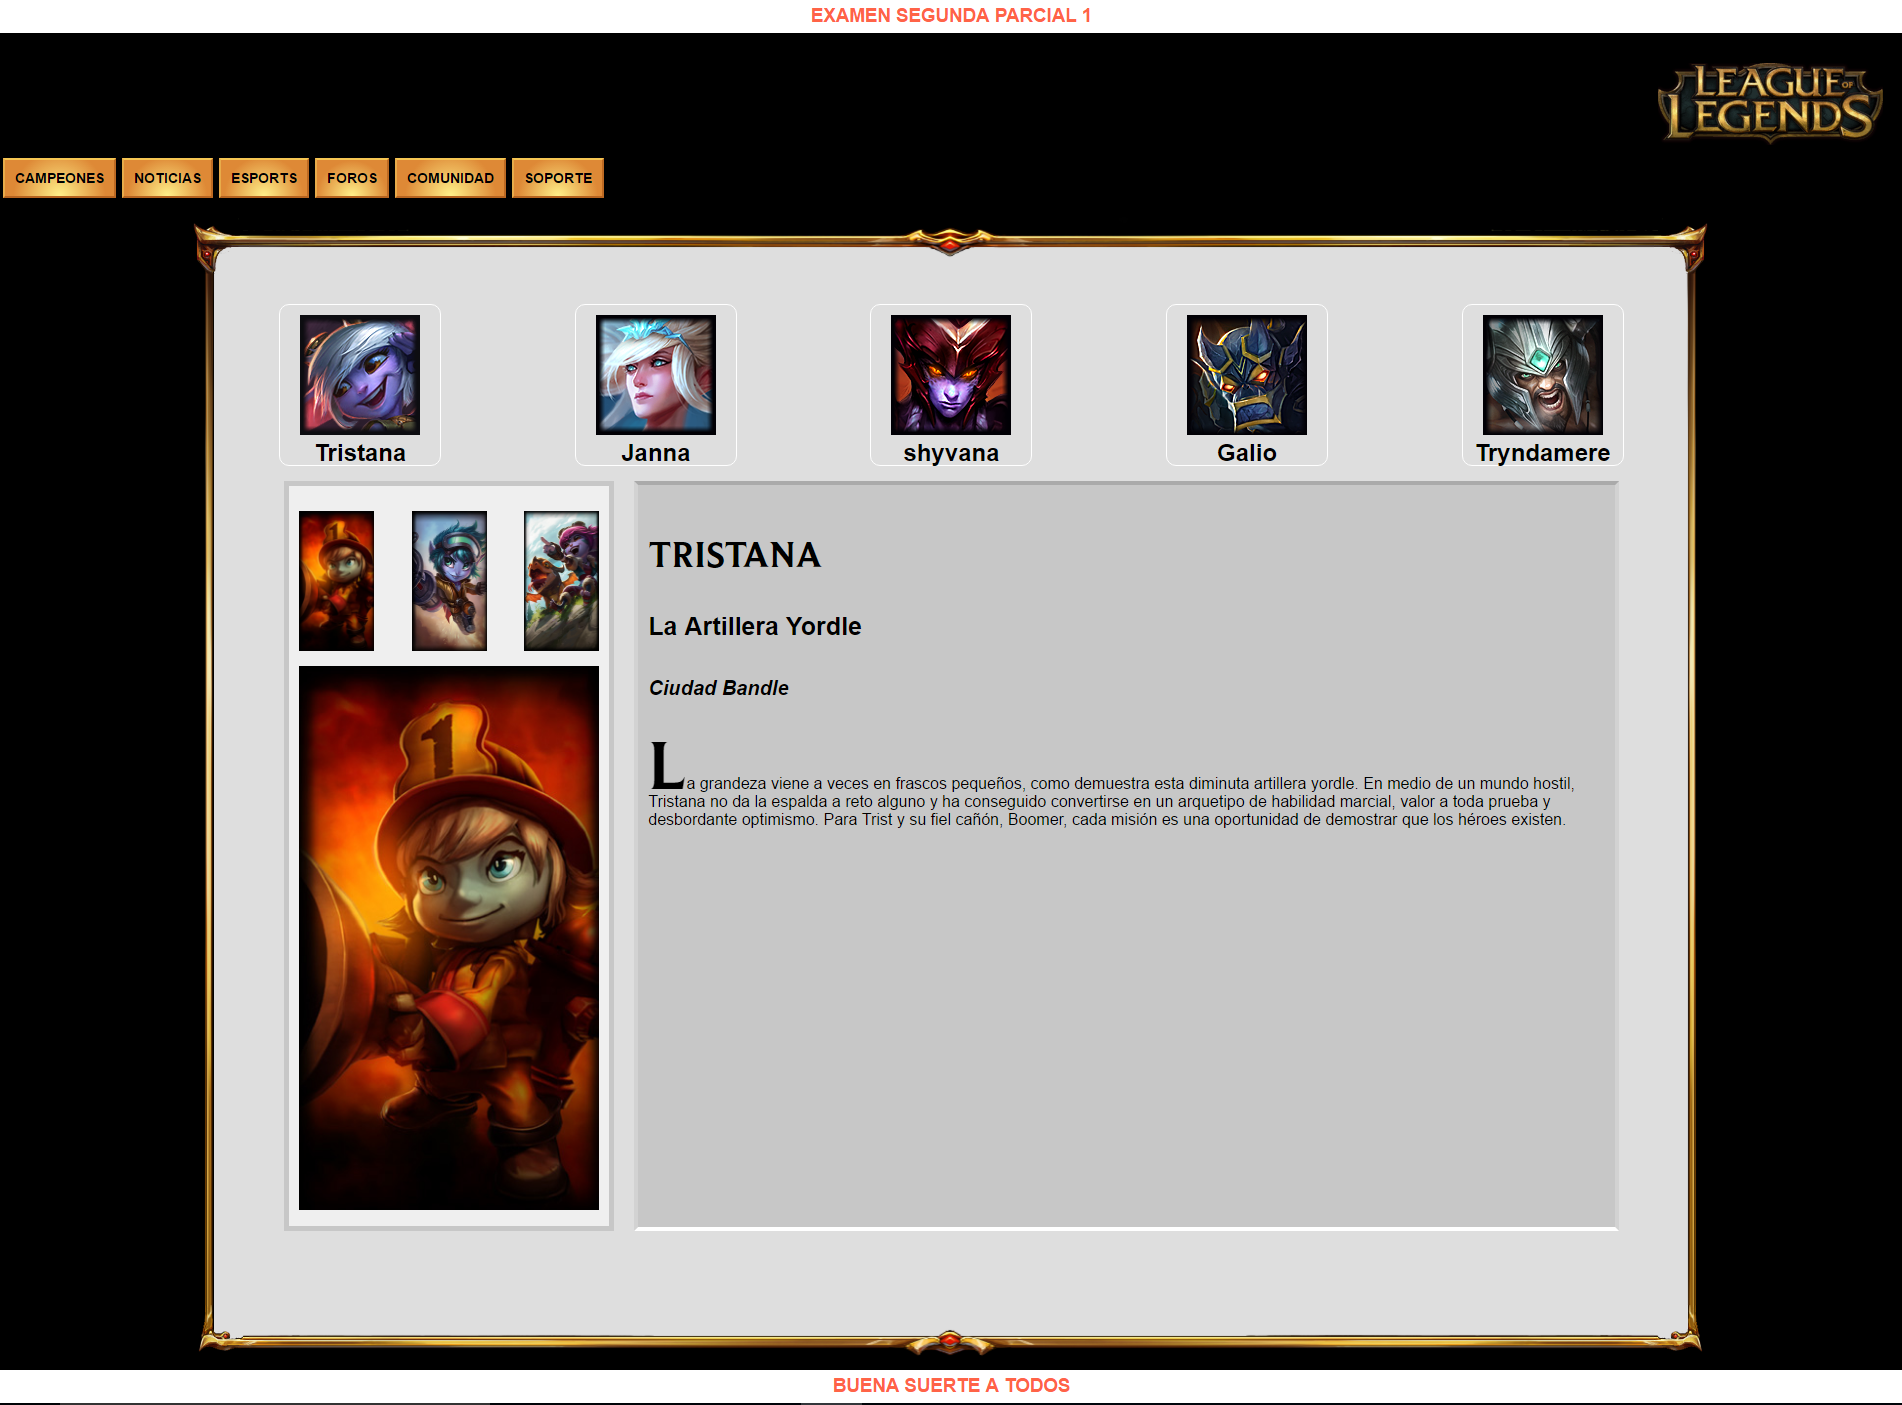 EXAMEN SEGUNDA PARCIAL 1
LEAGUE OF
LEGENDS
CAMPEONES NOTICIAS ESPORTS FOROS COMUNIDAD SOPORTE
Tristana Janna shyvana Galio Tryndamere
1
1
TRISTANA
La Artillera Yordle
Ciudad Bandle
La grandeza viene a veces en frascos pequeños, como demuestra esta diminuta artillera yordle. En medio de un mundo hostil,
Tristana no da la espalda a reto alguno y ha conseguido convertirse en un arquetipo de habilidad marcial, valor a toda prueba y
desbordante optimismo. Para Trist y su fiel cañón, Boomer, cada misión es una oportunidad de demostrar que los héroes existen.
BUENA SUERTE A TODOS